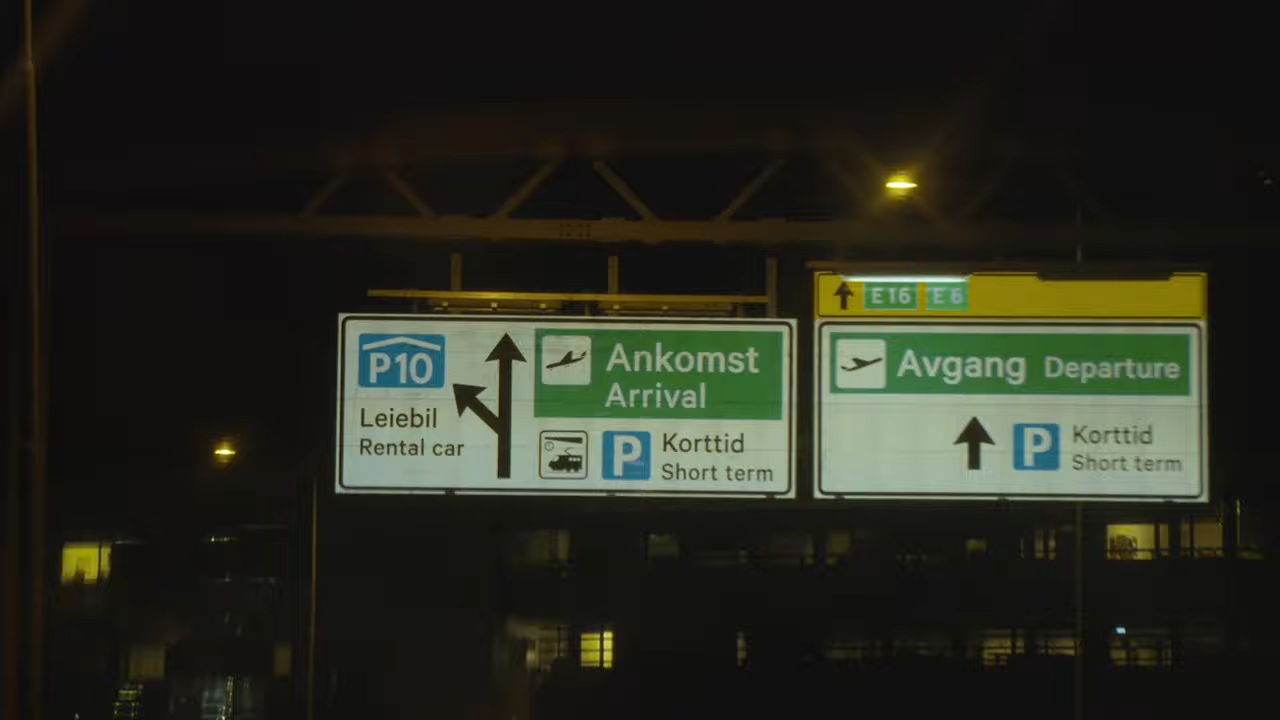 P10
Leiebil
Rental car
Ankomst
Arrival
P Korttid
Short term
E16 E6
Avgang Departure
P Korttid
Short term